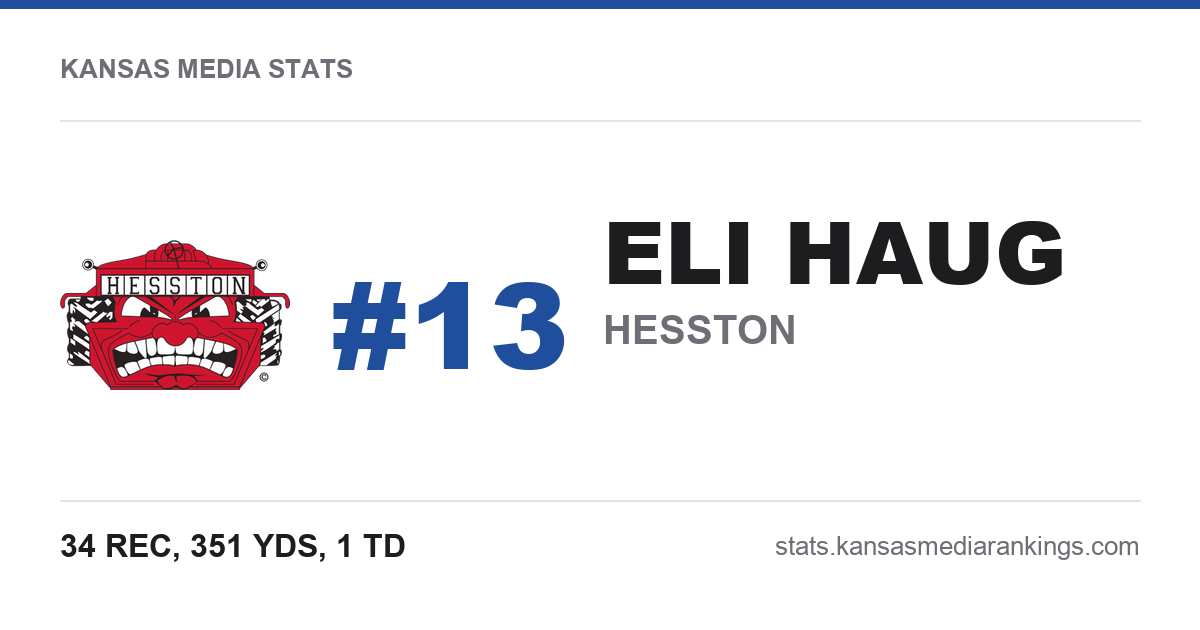 KANSAS MEDIA STATS
HESSTON
©
#13
ELI HAUG
HESSTON
34 REC, 351 YDS, 1 TD
stats.kansasmediarankings.com